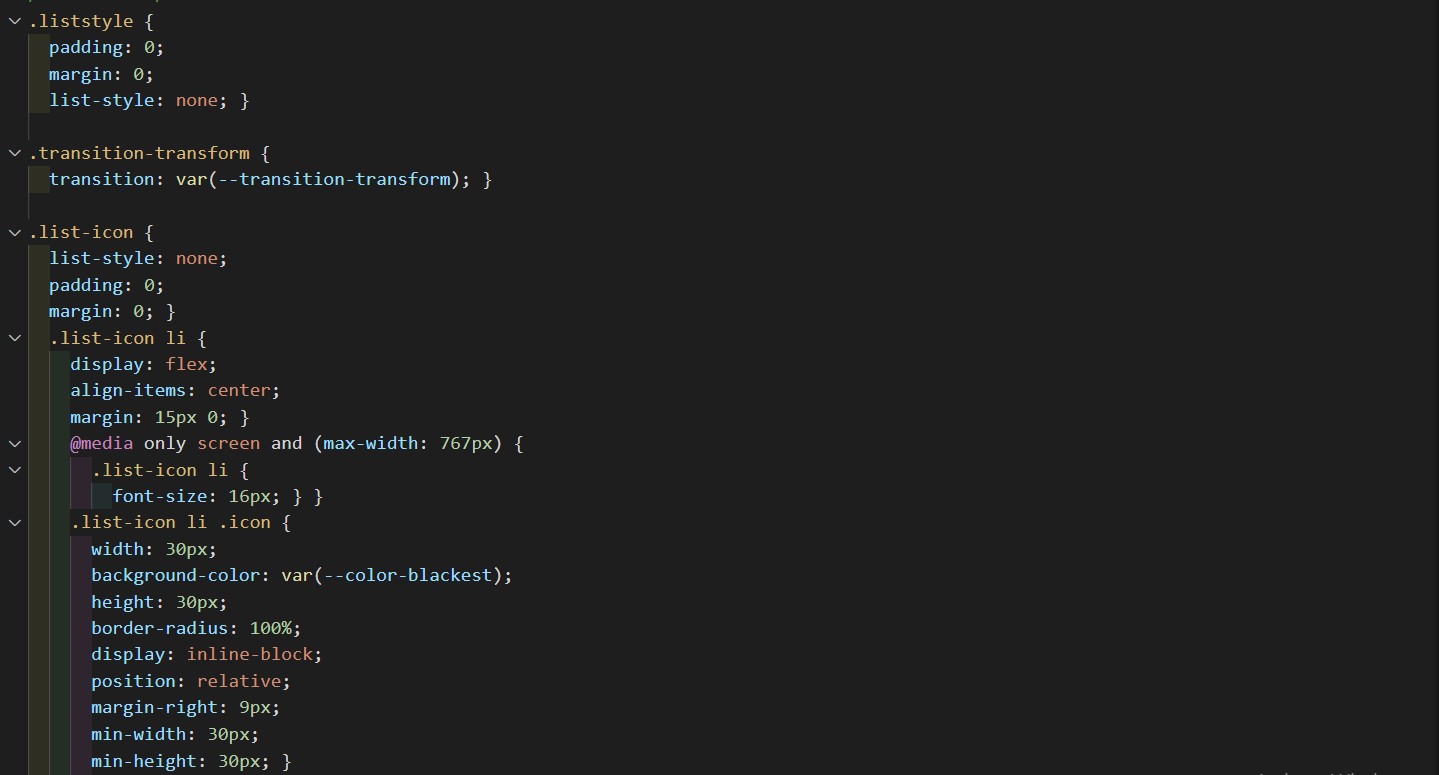 .liststyle {
  padding: 0;
  margin: 0;
  list-style: none; }

.transition-transform {
  transition: var(--transition-transform); }

.list-icon {
  list-style: none;
  padding: 0;
  margin: 0; }
  .list-icon li {
    display: flex;
    align-items: center;
    margin: 15px 0; }
    @media only screen and (max-width: 767px) {
      .list-icon li {
        font-size: 16px; } }
    .list-icon li .icon {
      width: 30px;
      background-color: var(--color-blackest);
      height: 30px;
      border-radius: 100%;
      display: inline-block;
      position: relative;
      margin-right: 9px;
      min-width: 30px;
      min-height: 30px; }